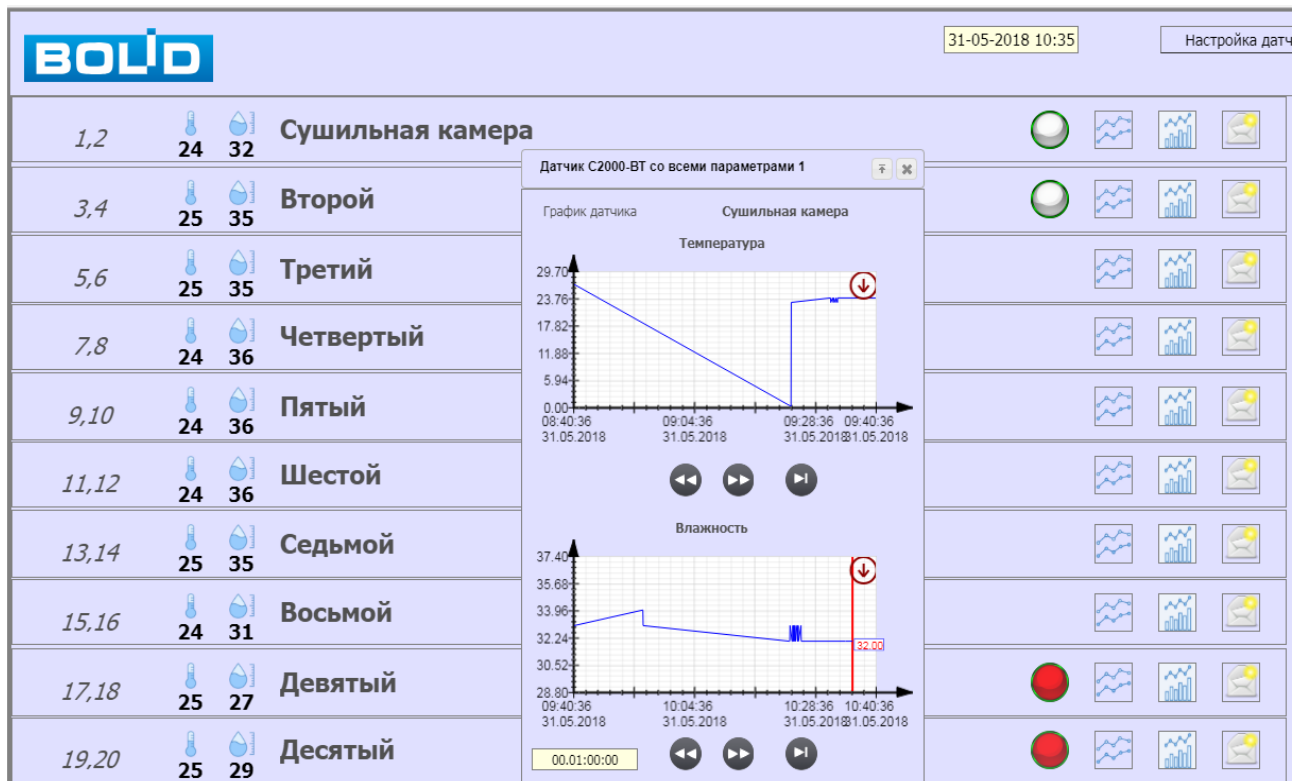 BOLID
31-05-2018 10:35
Настройка датч
1,2
24 32
Сушильная камера
3,4
25 35
Второй
5,6
25 35
Третий
7,8
24 36
Четвертый
9,10
24 36
Пятый
11,12
24 36
Шестой
13,14
25 35
Седьмой
15,16
24 31
Восьмой
17,18
25 27
Девятый
19,20
25 29
Десятый
Датчик С2000-ВТ со всеми параметрами 1
График датчика Сушильная камера
Температура
29.70
23.76
17.82
11.88
5.94
0.00
08:40:36 09:04:36 09:28:36 09:40:36
31.05.2018 31.05.2018 31.05.2018 31.05.2018
Влажность
37.40
35.68
33.96
32.24
32.00
30.52
28.80
09:40:36 10:04:36 10:28:36 10:40:36
31.05.2018 31.05.2018 31.05.2018 31.05.2018
00.01:00:00